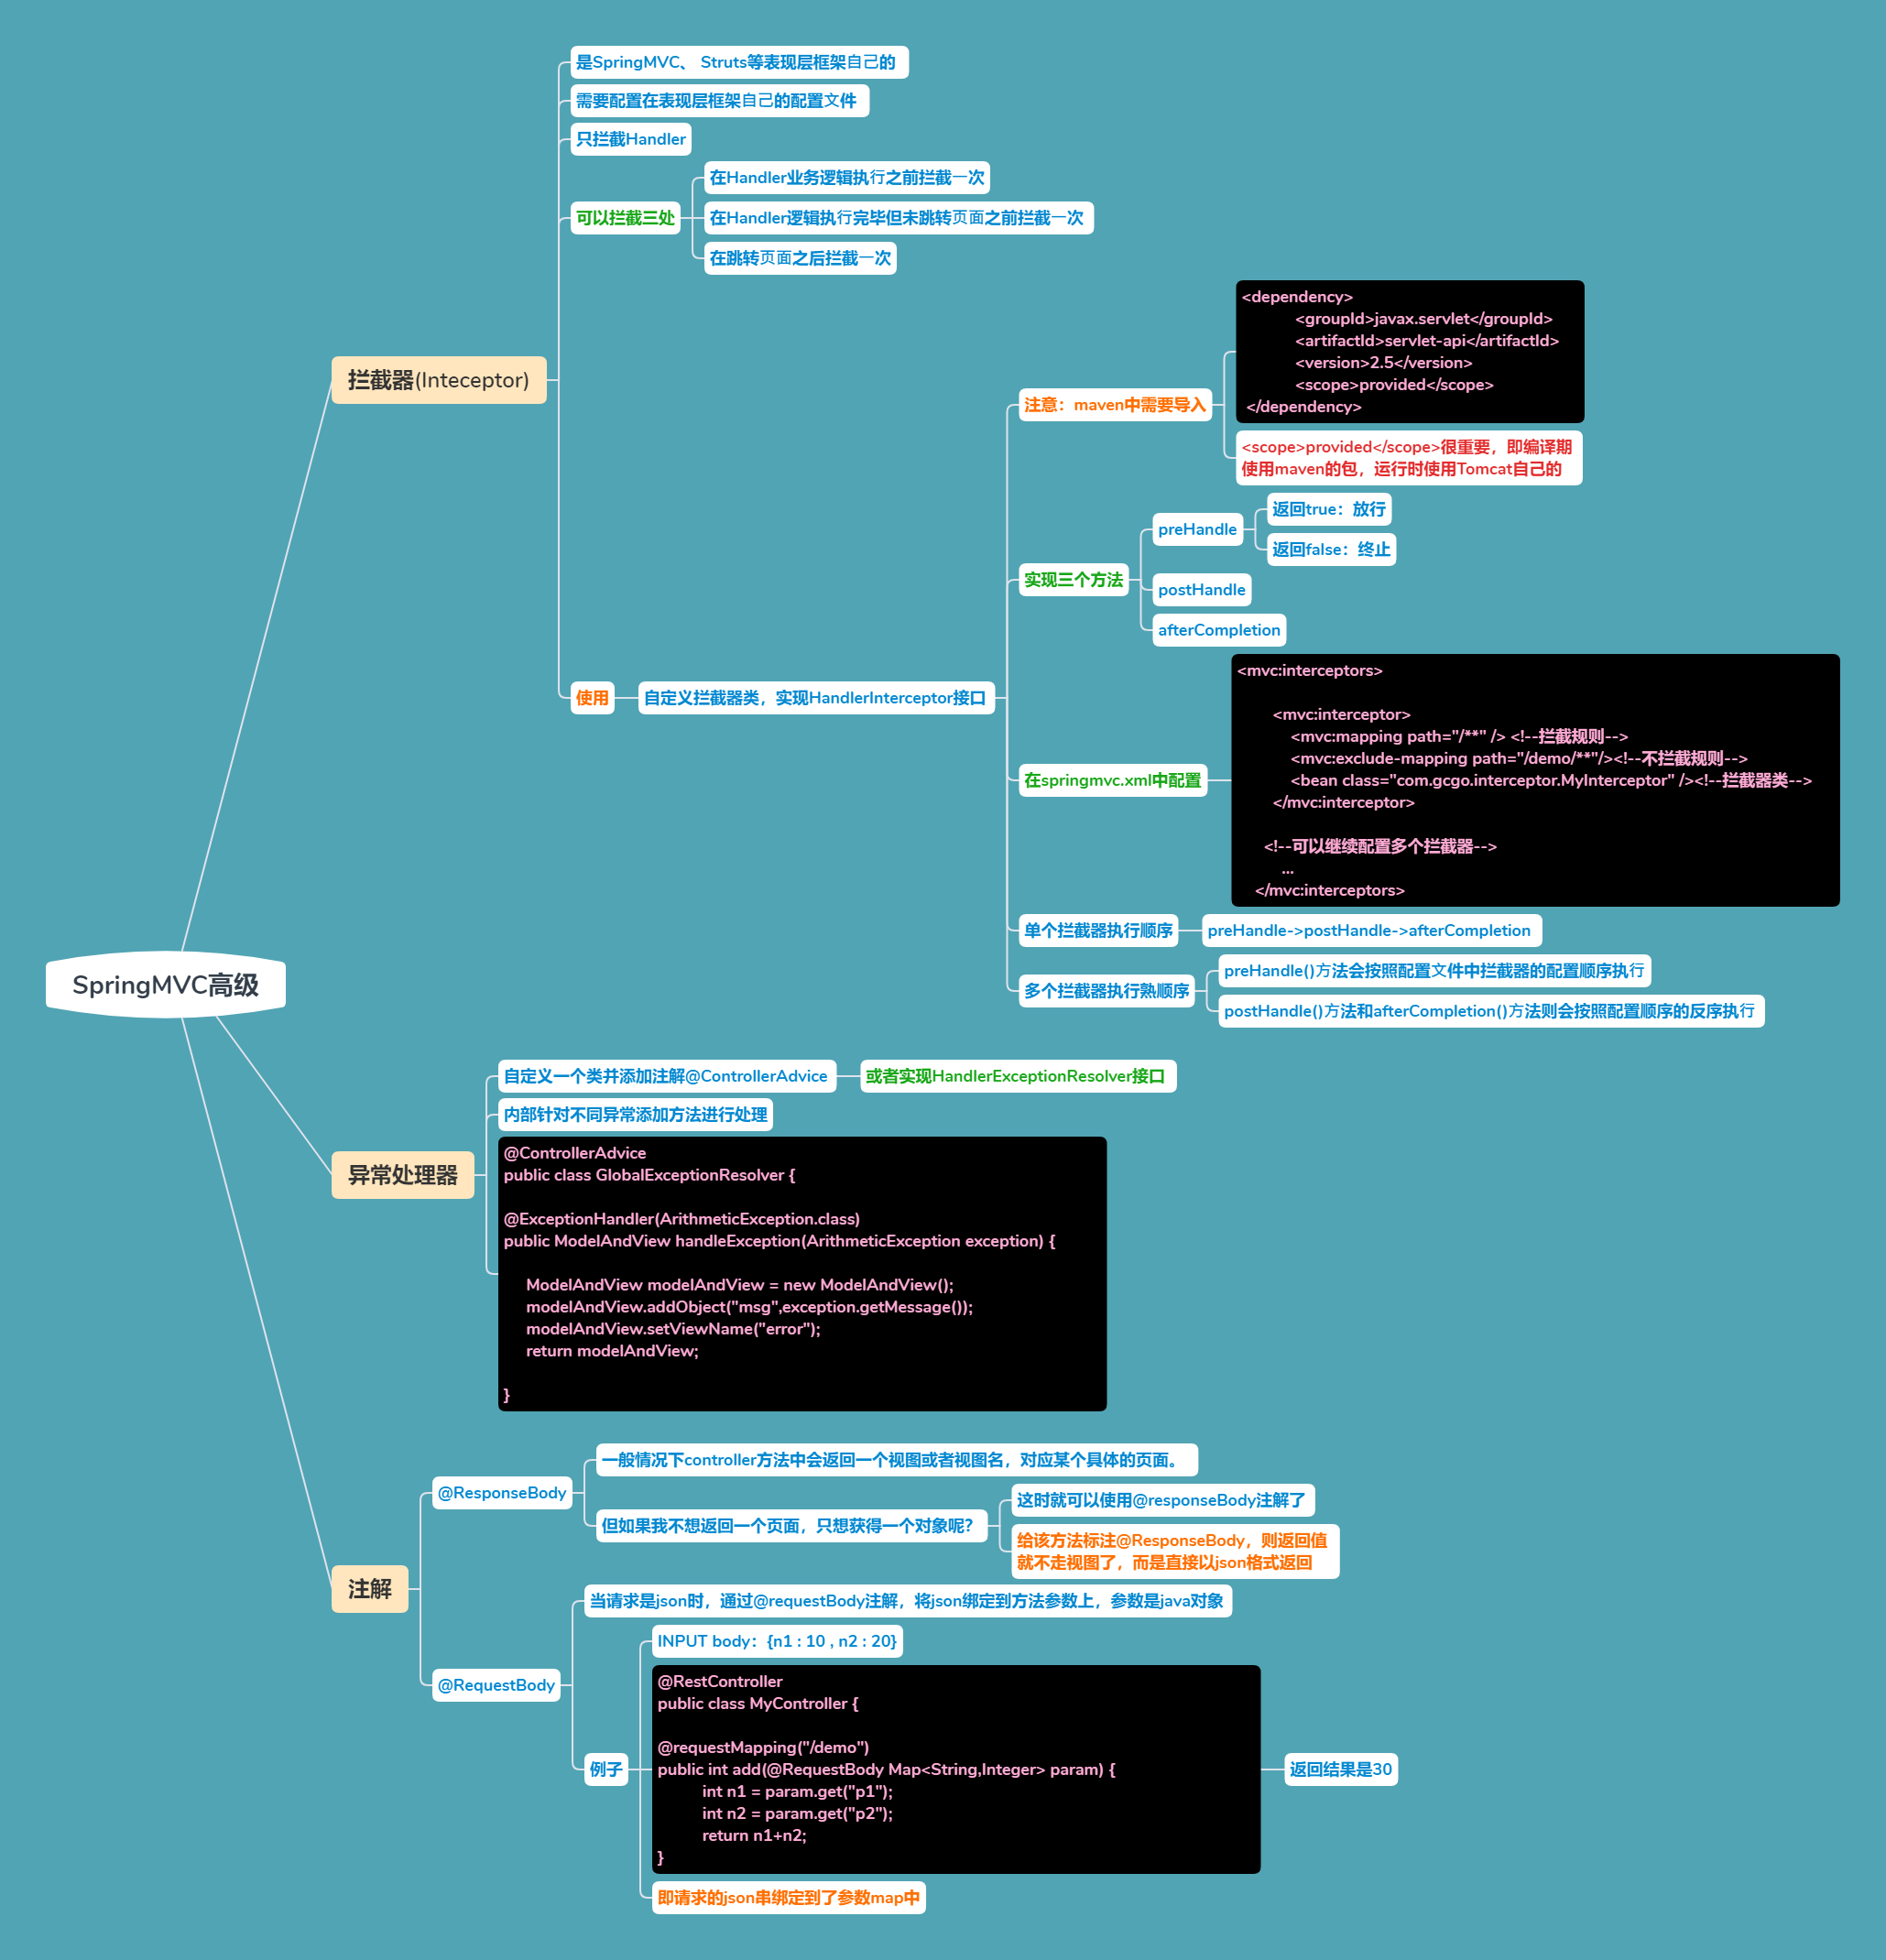 SpringMVC高级
拦截器(Inteceptor)
是SpringMVC、 Struts等表现层框架自己的
需要配置在表现层框架自己的配置文件
只拦截Handler
可以拦截三处
在Handler业务逻辑执行之前拦截一次
在Handler逻辑执行完毕但未跳转页面之前拦截一次
在跳转页面之后拦截一次
使用
自定义拦截器类，实现HandlerInterceptor接口
注意：maven中需要导入
<dependency>
<groupId>javax.servlet</groupId>
<artifactId>servlet-api</artifactId>
<version>2.5</version>
<scope>provided</scope>
</dependency>
<scope>provided</scope>很重要，即编译期
使用maven的包，运行时使用Tomcat自己的
实现三个方法
preHandle
返回true：放行
返回false：终止
postHandle
afterCompletion
在springmvc.xml中配置
<mvc:interceptors>
<mvc:interceptor>
<mvc:mapping path="/**" /> <!--拦截规则-->
<mvc:exclude-mapping path="/demo/**"/><!--不拦截规则-->
<bean class="com.gcgo.interceptor.MyInterceptor" /><!--拦截器类-->
</mvc:interceptor>
<!--可以继续配置多个拦截器-->
...
</mvc:interceptors>
单个拦截器执行顺序
preHandle->postHandle->afterCompletion
多个拦截器执行熟顺序
preHandle()方法会按照配置文件中拦截器的配置顺序执行
postHandle()方法和afterCompletion()方法则会按照配置顺序的反序执行
异常处理器
自定义一个类并添加注解@ControllerAdvice
或者实现HandlerExceptionResolver接口
内部针对不同异常添加方法进行处理
@ControllerAdvice
public class GlobalExceptionResolver {
@ExceptionHandler(ArithmeticException.class)
public ModelAndView handleException(ArithmeticException exception) {
ModelAndView modelAndView = new ModelAndView();
modelAndView.addObject("msg",exception.getMessage());
modelAndView.setViewName("error");
return modelAndView;
}
注解
@ResponseBody
一般情况下controller方法中会返回一个视图或者视图名，对应某个具体的页面。
但如果我不想返回一个页面，只想获得一个对象呢？
这时就可以使用@responseBody注解了
给该方法标注@ResponseBody，则返回值
就不走视图了，而是直接以json格式返回
@RequestBody
当请求是json时，通过@requestBody注解，将json绑定到方法参数上，参数是java对象
例子
INPUT body：{n1 : 10 , n2 : 20}
@RestController
public class MyController {
@requestMapping("/demo")
public int add(@RequestBody Map<String,Integer> param) {
int n1 = param.get("p1");
int n2 = param.get("p2");
return n1+n2;
}
返回结果是30
即请求的json串绑定到了参数map中